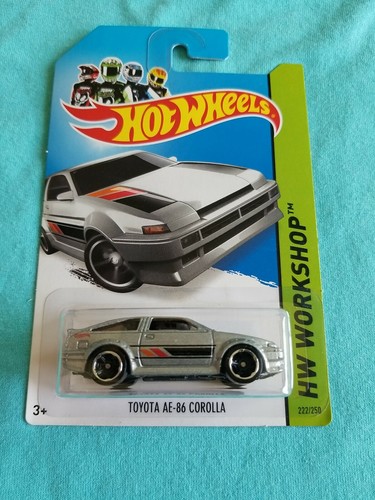 HOT WHEELS
HW WORKSHOP™
222/250
3+
TOYOTA AE-86 COROLLA